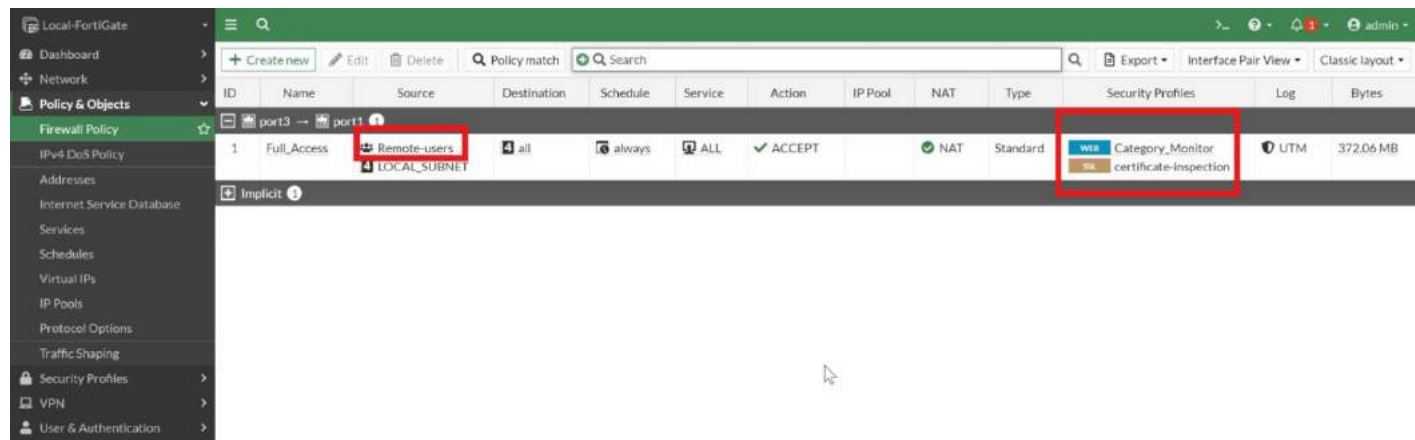 Local-FortiGate
admin
Dashboard
Network
Policy & Objects
Firewall Policy
IPv4 DoS Policy
Addresses
Internet Service Database
Services
Schedules
Virtual IPs
IP Pools
Protocol Options
Traffic Shaping
Security Profiles
VPN
User & Authentication
>_ 1
+ Create new Edit Delete Policy match Search Export Interface Pair View Classic layout
ID Name Source Destination Schedule Service Action IP Pool NAT Type Security Profiles Log Bytes
port3 → port1 1
1 Full_Access Remote-users 4 all always ALL ACCEPT NAT Standard WEB Category_Monitor UTM 372.06 MB
4 LOCAL_SUBNET SSL certificate-inspection
Implicit 1